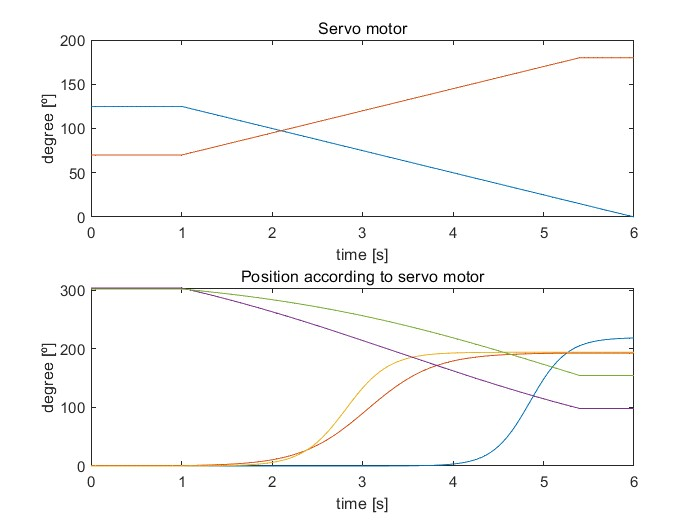 Servo motor
200
150
100
50
0
degree [º]
0 1 2 3 4 5 6
time [s]
Position according to servo motor
300
200
100
0
degree [º]
0 1 2 3 4 5 6
time [s]